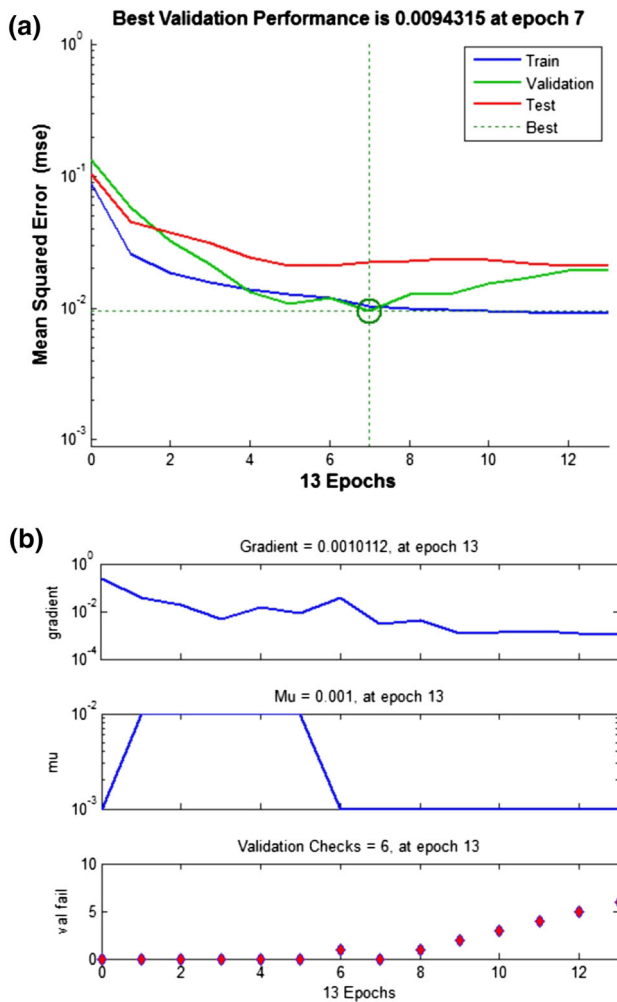 (a)
Best Validation Performance is 0.0094315 at epoch 7
Mean Squared Error (mse)
10^0
10^-1
10^-2
10^-3
Train
Validation
Test
Best
0 2 4 6 8 10 12
13 Epochs
(b)
Gradient = 0.0010112, at epoch 13
gradient
10^0
10^-2
10^-4
Mu = 0.001, at epoch 13
mu
10^-2
10^-3
Validation Checks = 6, at epoch 13
val fail
10
5
0
0 2 4 6 8 10 12
13 Epochs